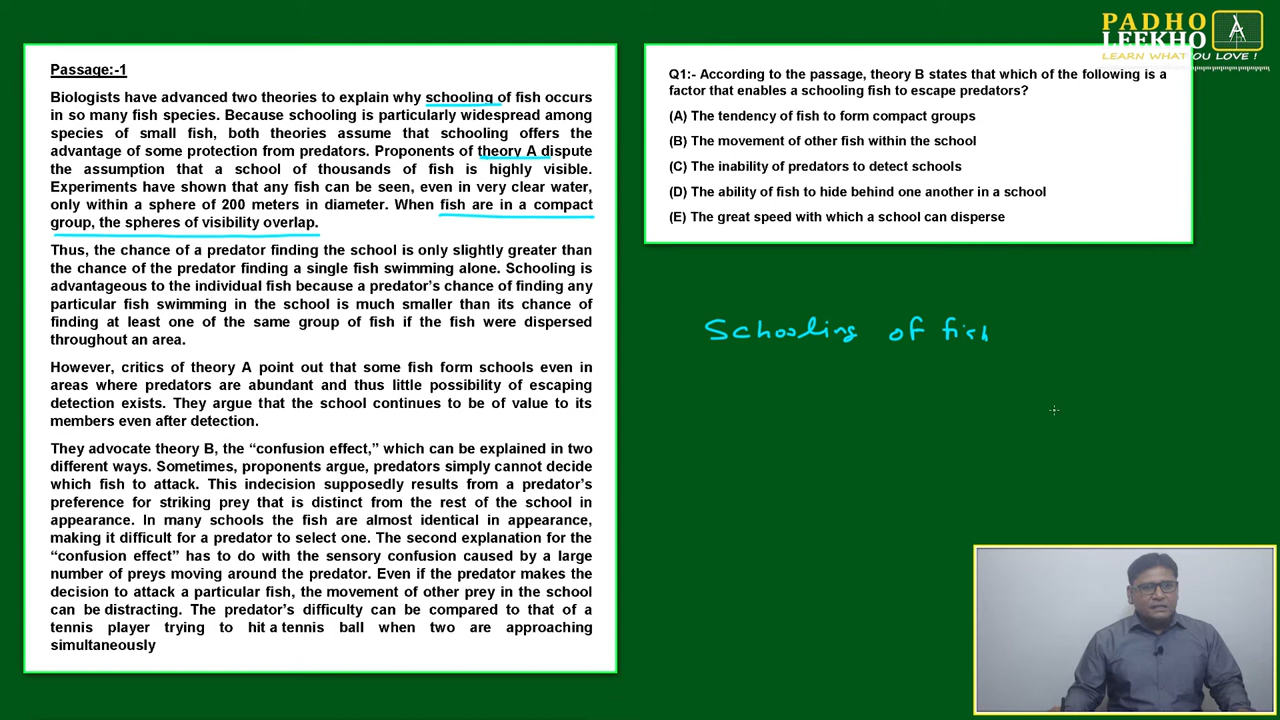 PADHO
LEEKHO
LEARN WHAT YOU LOVE !
Passage:-1
Biologists have advanced two theories to explain why schooling of fish occurs
in so many fish species. Because schooling is particularly widespread among
species of small fish, both theories assume that schooling offers the
advantage of some protection from predators. Proponents of theory A dispute
the assumption that a school of thousands of fish is highly visible.
Experiments have shown that any fish can be seen, even in very clear water,
only within a sphere of 200 meters in diameter. When fish are in a compact
group, the spheres of visibility overlap.
Thus, the chance of a predator finding the school is only slightly greater than
the chance of the predator finding a single fish swimming alone. Schooling is
advantageous to the individual fish because a predator's chance of finding any
particular fish swimming in the school is much smaller than its chance of
finding at least one of the same group of fish if the fish were dispersed
throughout an area.
However, critics of theory A point out that some fish form schools even in
areas where predators are abundant and thus little possibility of escaping
detection exists. They argue that the school continues to be of value to its
members even after detection.
They advocate theory B, the “confusion effect,” which can be explained in two
different ways. Sometimes, proponents argue, predators simply cannot decide
which fish to attack. This indecision supposedly results from a predator's
preference for striking prey that is distinct from the rest of the school in
appearance. In many schools the fish are almost identical in appearance,
making it difficult for a predator to select one. The second explanation for the
“confusion effect” has to do with the sensory confusion caused by a large
number of preys moving around the predator. Even if the predator makes the
decision to attack a particular fish, the movement of other prey in the school
can be distracting. The predator's difficulty can be compared to that of a
tennis player trying to hit a tennis ball when two are approaching
simultaneously
Q1:- According to the passage, theory B states that which of the following is a
factor that enables a schooling fish to escape predators?
(A) The tendency of fish to form compact groups
(B) The movement of other fish within the school
(C) The inability of predators to detect schools
(D) The ability of fish to hide behind one another in a school
(E) The great speed with which a school can disperse
Schooling of fish